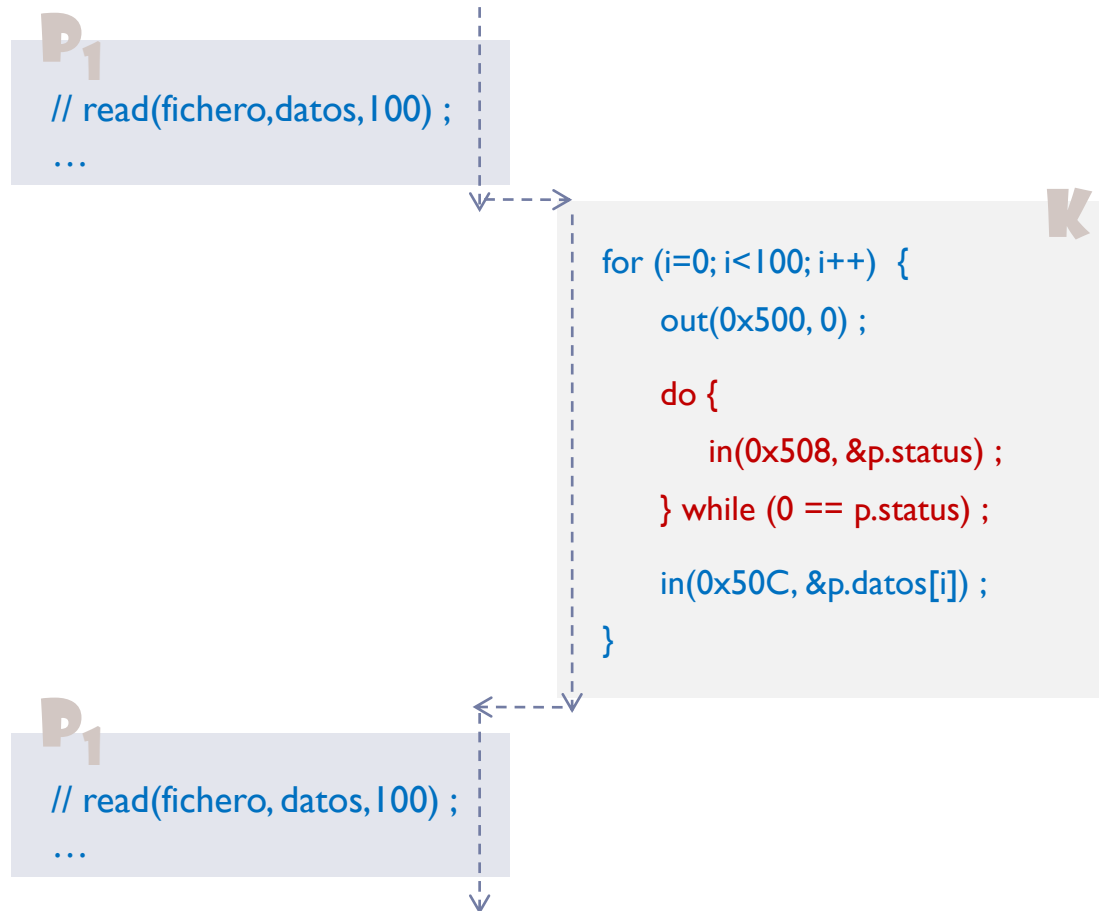 P1
// read(fichero,datos,100) ;
…
K
for (i=0; i<100; i++) {
out(0x500, 0) ;
do {
in(0x508, &p.status) ;
} while (0 == p.status) ;
in(0x50C, &p.datos[i]) ;
}
P1
// read(fichero, datos,100) ;
…